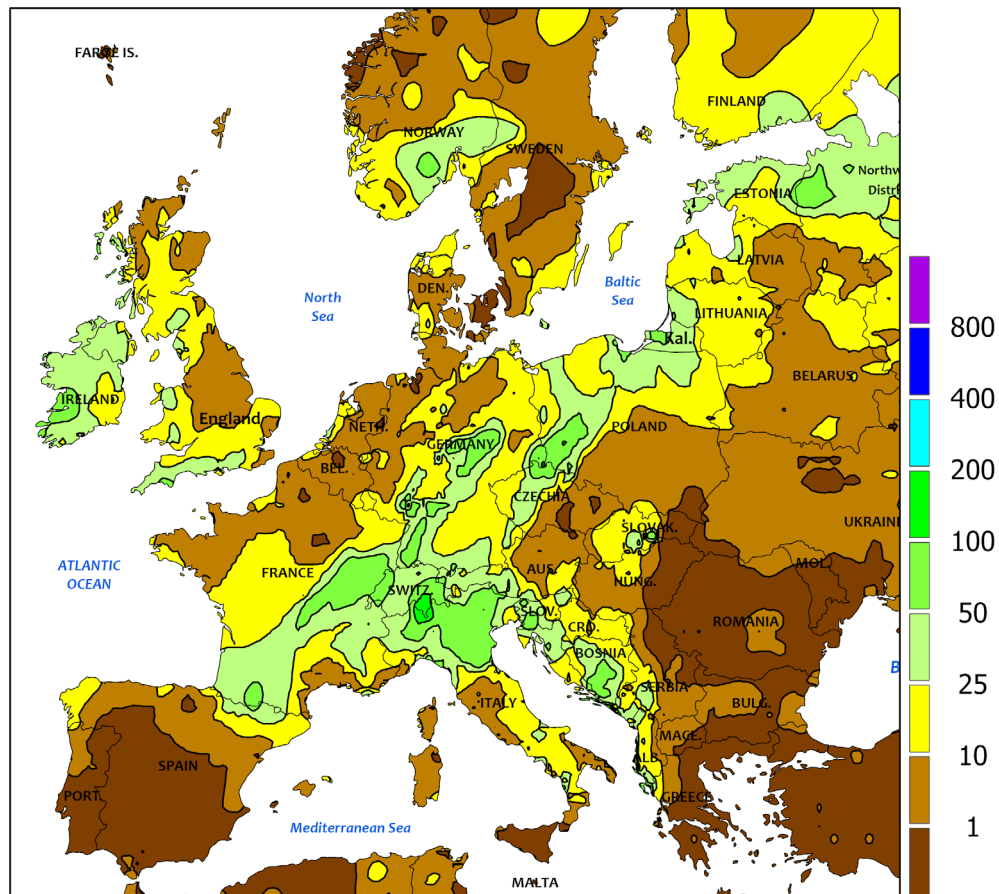 FAROE IS.
FINLAND
NORWAY
SWEDEN
Northw
Distri
ESTONIA
LATVIA
DEN.
North
Sea
Baltic
Sea
LITHUANIA
Kal.
BELARUS
IRELAND
England
NETH.
GERMANY
POLAND
BEL.
CZECHIA
UKRAINE
SLOVAK.
ATLANTIC
OCEAN
FRANCE
AUS.
MOL.
HUNG.
SWITZ.
SLOV.
ROMANIA
CRO.
BOSNIA
B
SERBIA
ITALY
BULG.
MACE.
ALB.
SPAIN
PORT.
GREECE
Mediterranean Sea
MALTA
800
400
200
100
50
25
10
1